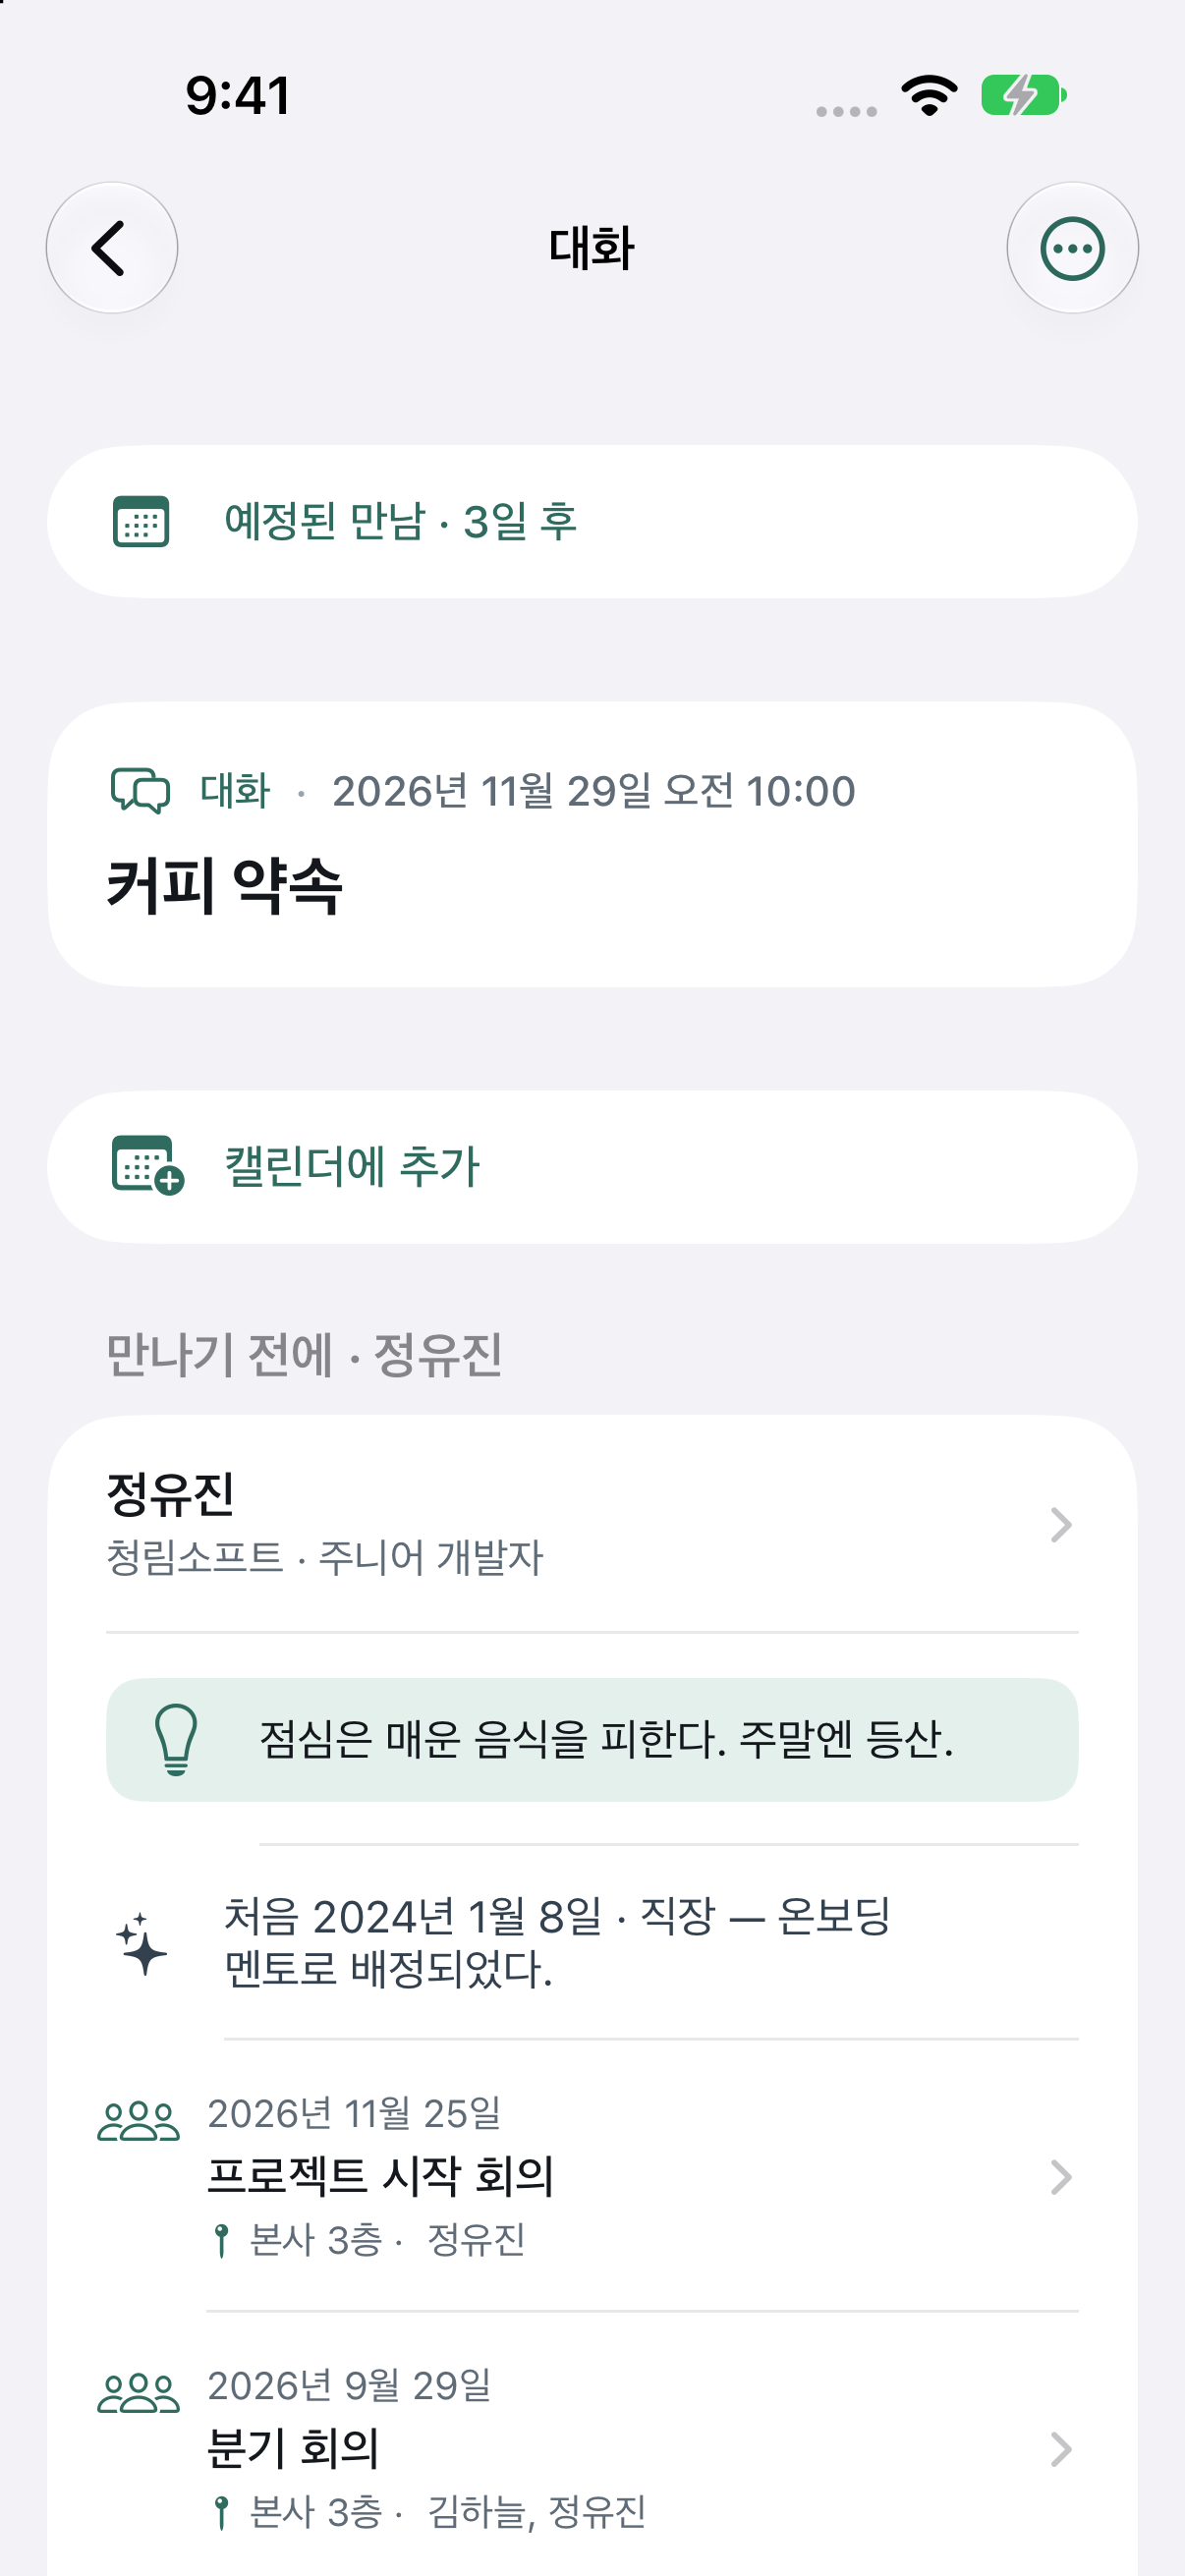 9:41
대화
예정된 만남 · 3일 후
대화 · 2026년 11월 29일 오전 10:00
커피 약속
캘린더에 추가
만나기 전에 · 정유진
정유진
청림소프트 · 주니어 개발자
점심은 매운 음식을 피한다. 주말엔 등산.
처음 2024년 1월 8일 · 직장 — 온보딩
멘토로 배정되었다.
2026년 11월 25일
프로젝트 시작 회의
본사 3층 · 정유진
2026년 9월 29일
분기 회의
본사 3층 · 김하늘, 정유진